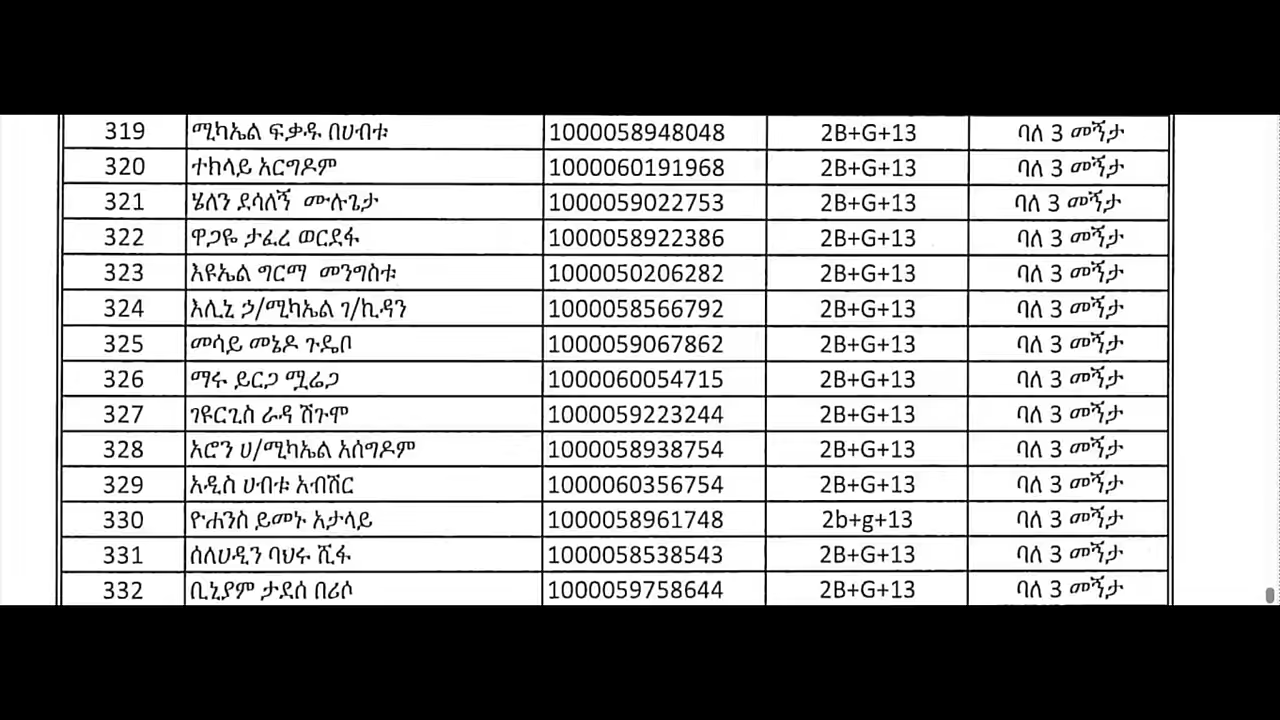 319 ሚካኤል ፍቃዱ በሀብቱ 1000058948048 2B+G+13 ባለ 3 መኝታ
320 ተክላይ አርግዶም 1000060191968 2B+G+13 ባለ 3 መኝታ
321 ሄለን ደሳለኝ ሙሉጌታ 1000059022753 2B+G+13 ባለ 3 መኝታ
322 ዋጋዬ ታፈረ ወርደፋ 1000058922386 2B+G+13 ባለ 3 መኝታ
323 እዩኤል ግርማ መንግስቱ 1000050206282 2B+G+13 ባለ 3 መኝታ
324 እሊኒ ኃ/ሚካኤል ገ/ኪዳን 1000058566792 2B+G+13 ባለ 3 መኝታ
325 መሳይ መኔዶ ጉዴቦ 1000059067862 2B+G+13 ባለ 3 መኝታ
326 ማሩ ይርጋ ሚሬጋ 1000060054715 2B+G+13 ባለ 3 መኝታ
327 ገዩርጊስ ራዳ ሽጉሞ 1000059223244 2B+G+13 ባለ 3 መኝታ
328 አሮን ሀ/ሚካኤል አሰግዶም 1000058938754 2B+G+13 ባለ 3 መኝታ
329 አዲስ ሀብቱ አብሽር 1000060356754 2B+G+13 ባለ 3 መኝታ
330 ዮሐንስ ይመኑ አታላይ 1000058961748 2b+g+13 ባለ 3 መኝታ
331 ሰለሀዲን ባህሩ ሺፋ 1000058538543 2B+G+13 ባለ 3 መኝታ
332 ቢኒያም ታደሰ በሪሶ 1000059758644 2B+G+13 ባለ 3 መኝታ